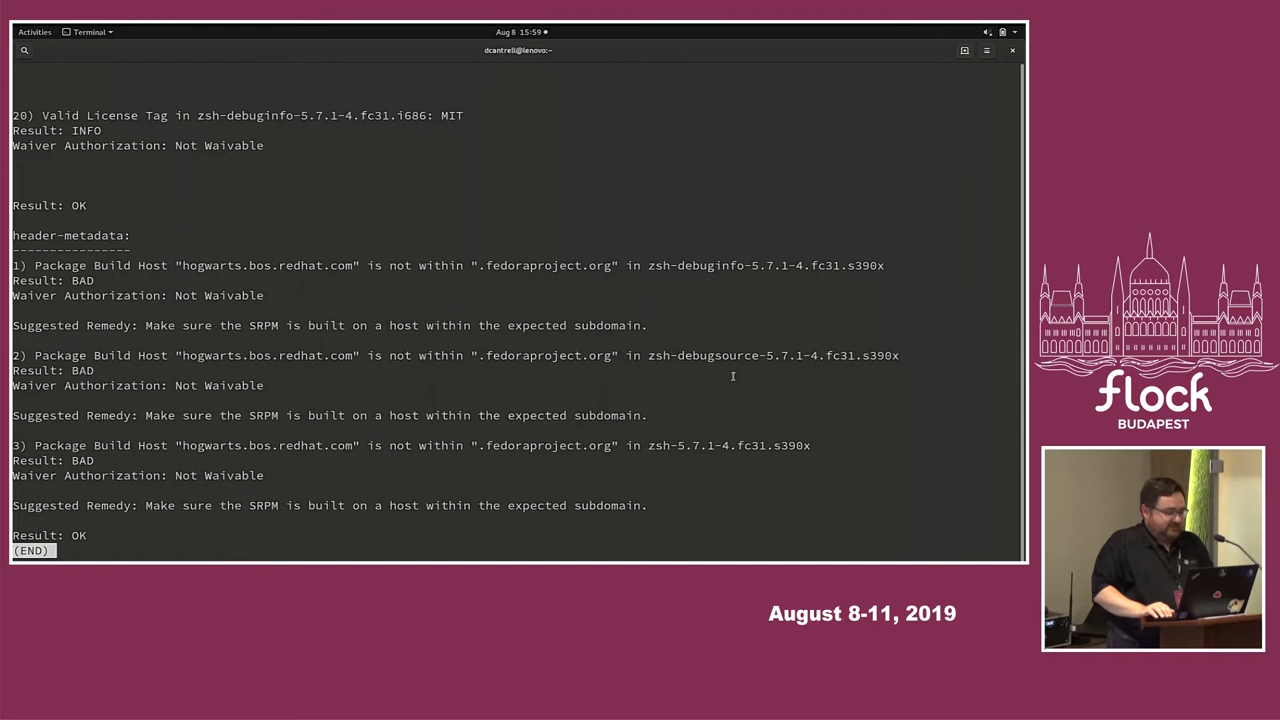 Activities
Terminal
Aug 8 15:59
dcantrell@lenovo:~
20) Valid License Tag in zsh-debuginfo-5.7.1-4.fc31.i686: MIT
Result: INFO
Waiver Authorization: Not Waivable
Result: OK
header-metadata:
----------------
1) Package Build Host "hogwarts.bos.redhat.com" is not within ".fedoraproject.org" in zsh-debuginfo-5.7.1-4.fc31.s390x
Result: BAD
Waiver Authorization: Not Waivable
Suggested Remedy: Make sure the SRPM is built on a host within the expected subdomain.
2) Package Build Host "hogwarts.bos.redhat.com" is not within ".fedoraproject.org" in zsh-debugsource-5.7.1-4.fc31.s390x
Result: BAD
Waiver Authorization: Not Waivable
Suggested Remedy: Make sure the SRPM is built on a host within the expected subdomain.
3) Package Build Host "hogwarts.bos.redhat.com" is not within ".fedoraproject.org" in zsh-5.7.1-4.fc31.s390x
Result: BAD
Waiver Authorization: Not Waivable
Suggested Remedy: Make sure the SRPM is built on a host within the expected subdomain.
Result: OK
(END)
flock
BUDAPEST
August 8-11, 2019